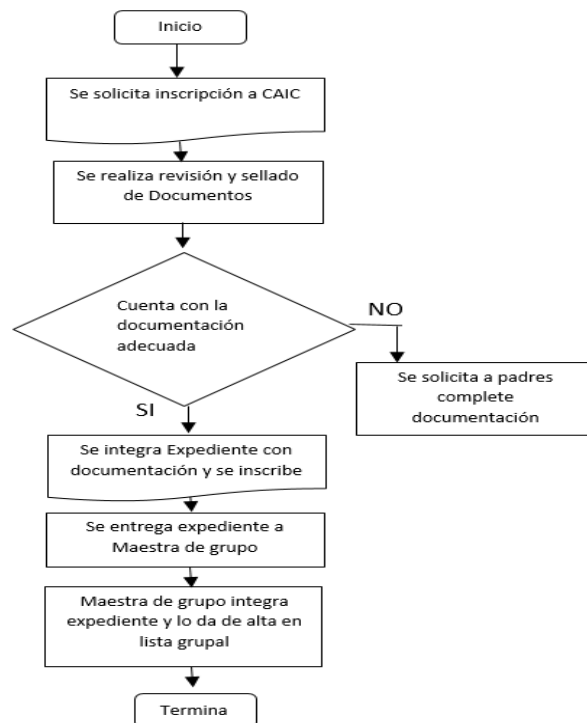 Inicio
Se solicita inscripción a CAIC
Se realiza revisión y sellado
de Documentos
Cuenta con la
documentación
adecuada
NO
Se solicita a padres
complete
documentación
SI
Se integra Expediente con
documentación y se inscribe
Se entrega expediente a
Maestra de grupo
Maestra de grupo integra
expediente y lo da de alta en
lista grupal
Termina